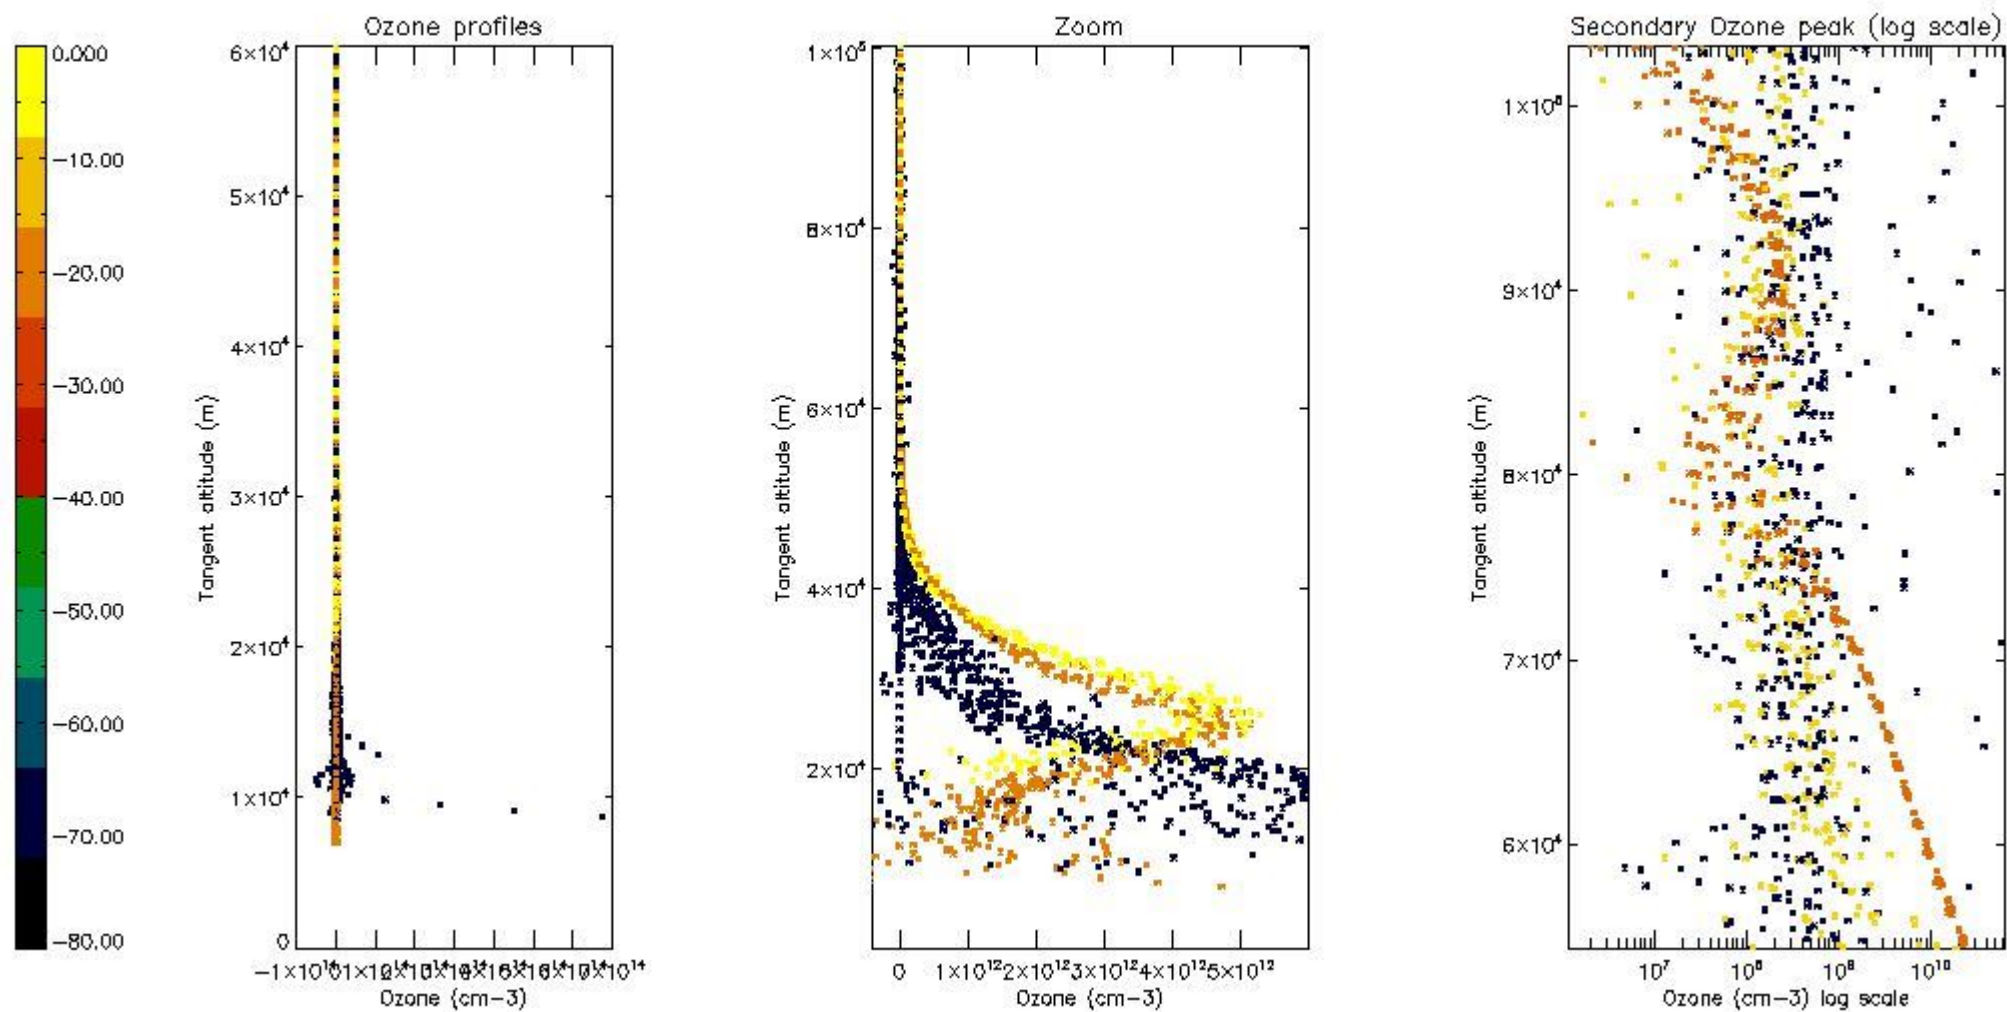 Ozone profiles
Zoom
Secondary Ozone peak (log scale)
0.000
-10.00
-20.00
-30.00
-40.00
-50.00
-60.00
-70.00
-80.00
6×10⁴
5×10⁴
4×10⁴
3×10⁴
2×10⁴
1×10⁴
0
Tangent altitude (m)
Ozone (cm-3)
1×10⁵
8×10⁴
6×10⁴
4×10⁴
2×10⁴
Tangent altitude (m)
0 1×10¹² 2×10¹² 3×10¹² 4×10¹² 5×10¹²
Ozone (cm-3)
9×10⁴
8×10⁴
7×10⁴
6×10⁴
Tangent altitude (m)
10⁷ 10⁸ 10⁹ 10¹⁰
Ozone (cm-3) log scale